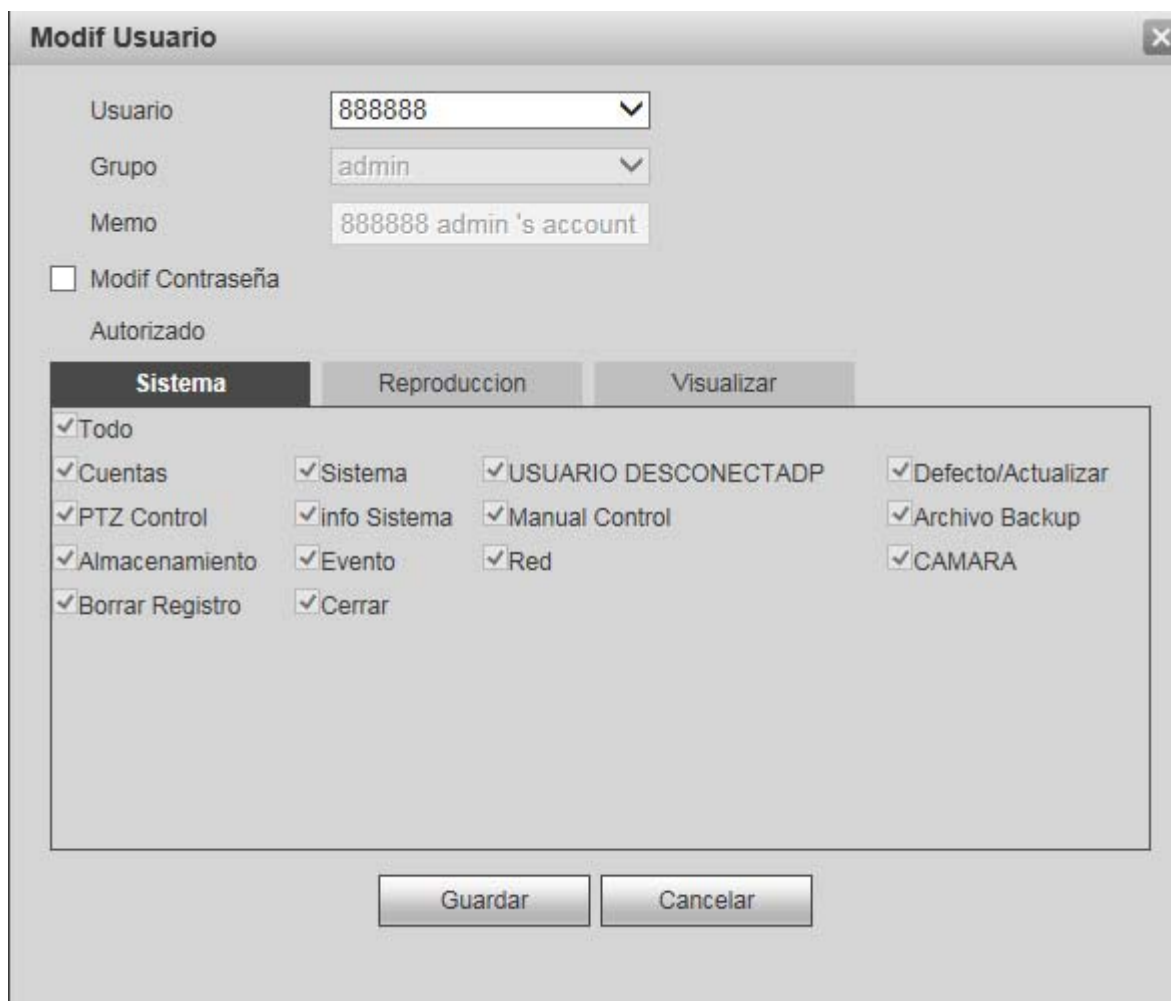 Modif Usuario
Usuario 888888
Grupo admin
Memo 888888 admin 's account
Modif Contraseña
Autorizado
Sistema Reproduccion Visualizar
Todo
Cuentas Sistema USUARIO DESCONECTADP Defecto/Actualizar
PTZ Control info Sistema Manual Control Archivo Backup
Almacenamiento Evento Red CAMARA
Borrar Registro Cerrar
Guardar Cancelar